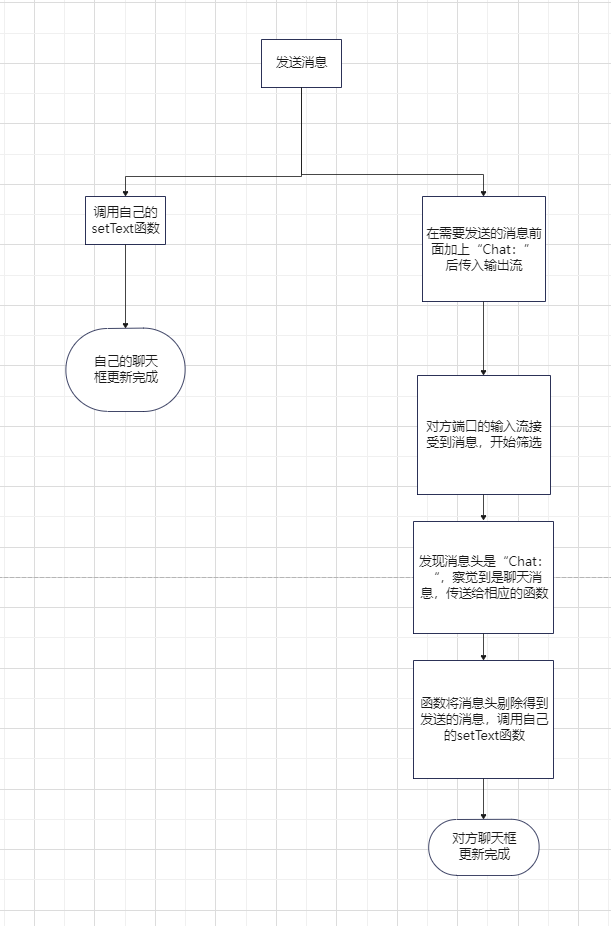 发送消息
调用自己的
setText函数
在需要发送的消息前
面加上“Chat：”
后传入输出流
自己的聊天
框更新完成
对方端口的输入流接
受到消息，开始筛选
发现消息头是“Chat：
”，察觉到是聊天消
息，传送给相应的函数
函数将消息头剔除得到
发送的消息，调用自己
的setText函数
对方聊天框
更新完成